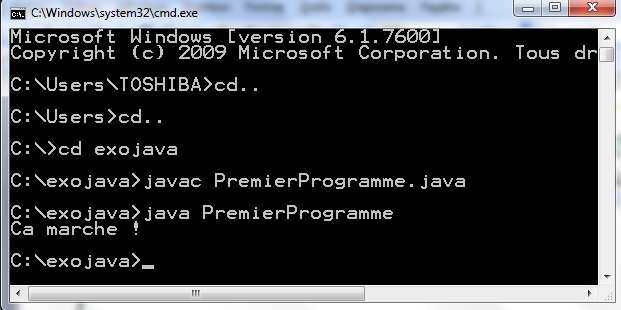 C:\Windows\system32\cmd.exe
Microsoft Windows [version 6.1.7600]
Copyright (c) 2009 Microsoft Corporation. Tous dr
C:\Users\TOSHIBA>cd..
C:\Users>cd..
C:\>cd exojava
C:\exojava>javac PremierProgramme.java
C:\exojava>java PremierProgramme
Ca marche !
C:\exojava>_